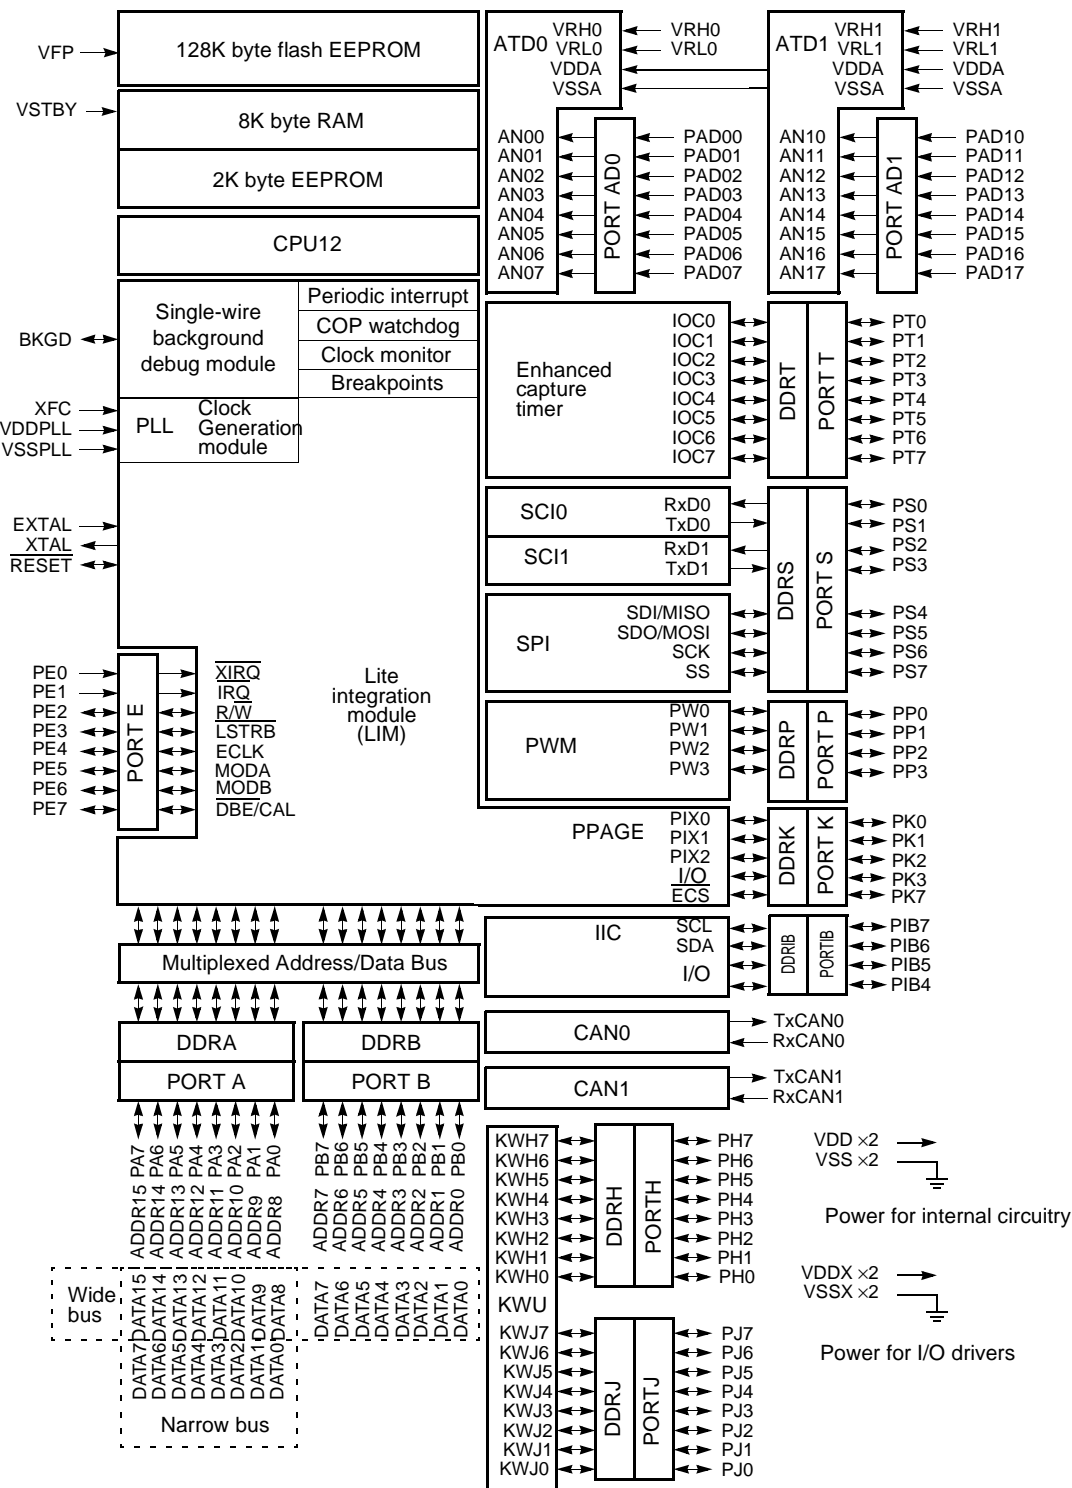 VFP
128K byte flash EEPROM
VSTBY
8K byte RAM
2K byte EEPROM
CPU12
Single-wire
background
debug module
BKGD
Periodic interrupt
COP watchdog
Clock monitor
Breakpoints
XFC
VDDPLL
VSSPLL
PLL
Clock
Generation
module
EXTAL
XTAL
RESET
PE0
PE1
PE2
PE3
PE4
PE5
PE6
PE7
PORT E
XIRQ
IRQ
R/W
LSTRB
ECLK
MODA
MODB
DBE/CAL
Lite
integration
module
(LIM)
ATD0
VRH0
VRL0
VDDA
VSSA
VRH0
VRL0
AN00
AN01
AN02
AN03
AN04
AN05
AN06
AN07
PORT AD0
PAD00
PAD01
PAD02
PAD03
PAD04
PAD05
PAD06
PAD07
ATD1
VRH1
VRL1
VDDA
VSSA
VRH1
VRL1
VDDA
VSSA
AN10
AN11
AN12
AN13
AN14
AN15
AN16
AN17
PORT AD1
PAD10
PAD11
PAD12
PAD13
PAD14
PAD15
PAD16
PAD17
Enhanced
capture
timer
IOC0
IOC1
IOC2
IOC3
IOC4
IOC5
IOC6
IOC7
DDRT
PORT T
PT0
PT1
PT2
PT3
PT4
PT5
PT6
PT7
SCI0
RxD0
TxD0
SCI1
RxD1
TxD1
SPI
SDI/MISO
SDO/MOSI
SCK
SS
DDRS
PORT S
PS0
PS1
PS2
PS3
PS4
PS5
PS6
PS7
PWM
PW0
PW1
PW2
PW3
DDRP
PORT P
PP0
PP1
PP2
PP3
PPAGE
PIX0
PIX1
PIX2
I/O
ECS
DDRK
PORT K
PK0
PK1
PK2
PK3
PK7
IIC
SCL
SDA
I/O
DDRIB
PORTIB
PIB7
PIB6
PIB5
PIB4
CAN0
TxCAN0
RxCAN0
CAN1
TxCAN1
RxCAN1
Multiplexed Address/Data Bus
DDRA
DDRB
PORT A
PORT B
PA7
PA6
PA5
PA4
PA3
PA2
PA1
PA0
PB7
PB6
PB5
PB4
PB3
PB2
PB1
PB0
ADDR15
ADDR14
ADDR13
ADDR12
ADDR11
ADDR10
ADDR9
ADDR8
ADDR7
ADDR6
ADDR5
ADDR4
ADDR3
ADDR2
ADDR1
ADDR0
Wide
bus
DATA15
DATA14
DATA13
DATA12
DATA11
DATA10
DATA9
DATA8
DATA7
DATA6
DATA5
DATA4
DATA3
DATA2
DATA1
DATA0
DATA7
DATA6
DATA5
DATA4
DATA3
DATA2
DATA1
DATA0
Narrow bus
KWH7
KWH6
KWH5
KWH4
KWH3
KWH2
KWH1
KWH0
DDRH
PORTH
PH7
PH6
PH5
PH4
PH3
PH2
PH1
PH0
KWU
KWJ7
KWJ6
KWJ5
KWJ4
KWJ3
KWJ2
KWJ1
KWJ0
DDRJ
PORTJ
PJ7
PJ6
PJ5
PJ4
PJ3
PJ2
PJ1
PJ0
VDD ×2
VSS ×2
Power for internal circuitry
VDDX ×2
VSSX ×2
Power for I/O drivers